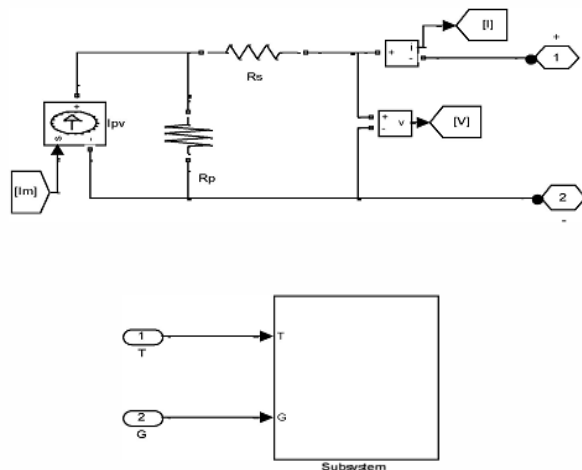 [I]
+
1
Rs
+
i
-
+
Ipv
s
-
+
-
v
[V]
[Im]
Rp
2
-
1
T
T
2
G
G
Subsystem